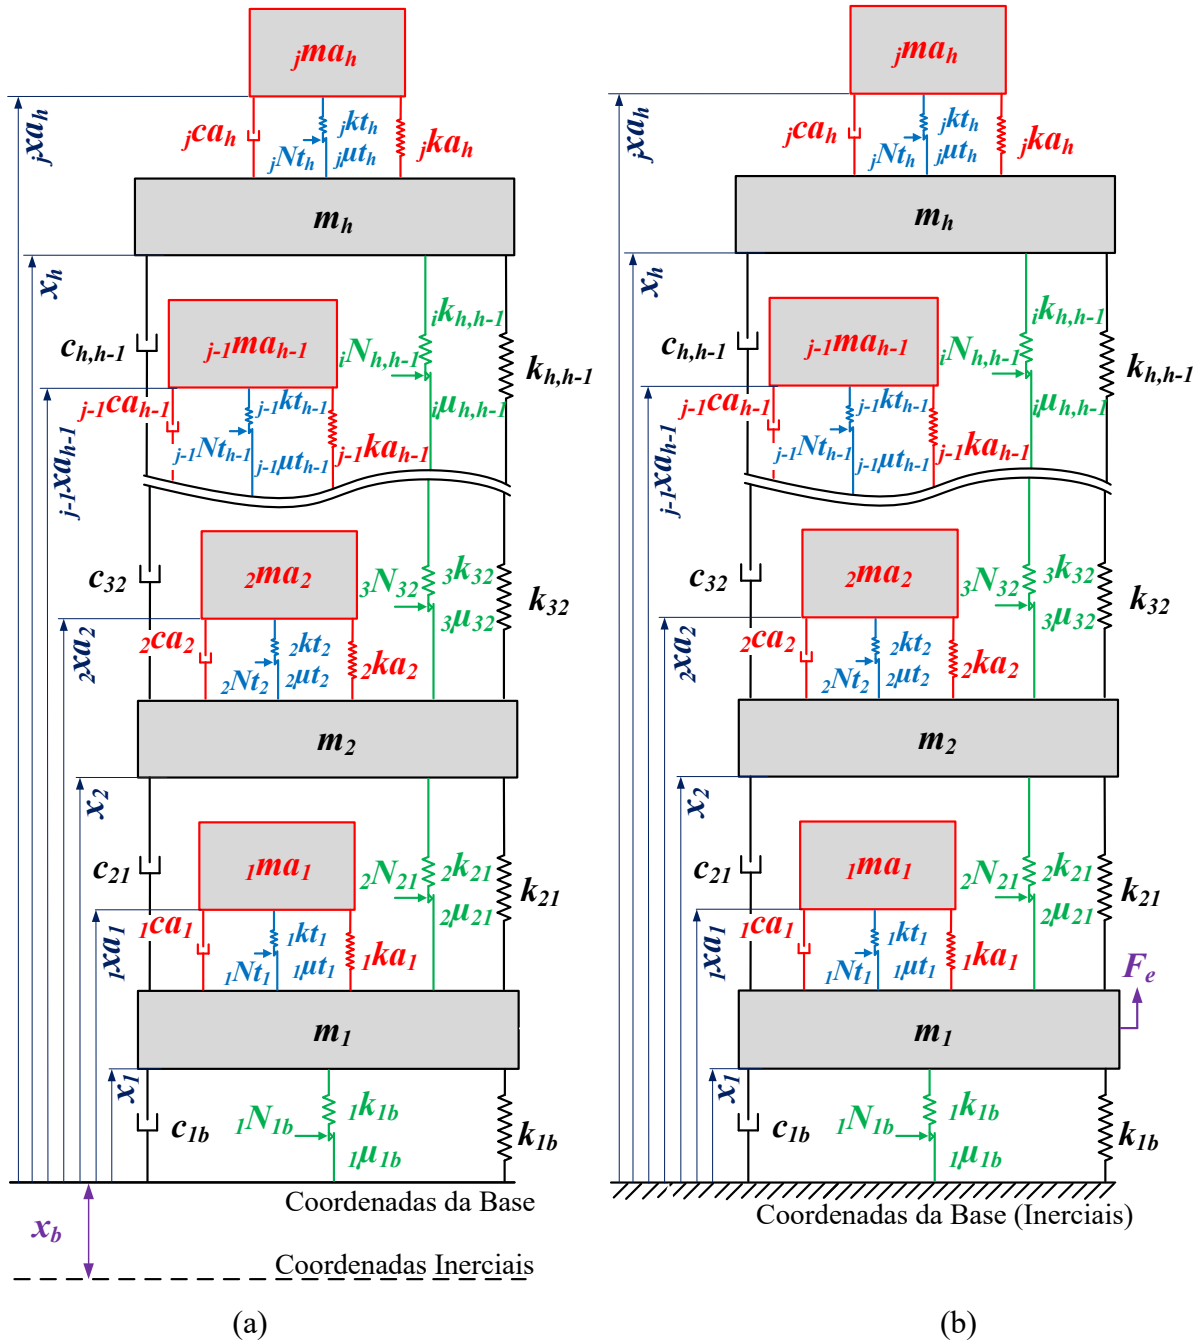 jmah
jcah
jkth
jNth
jμth
jkah
jxah
mh
xh
ch,h-1
j-1mah-1
ikh,h-1
iNh,h-1
iμh,h-1
kh,h-1
j-1cah-1
j-1kth-1
j-1Nth-1
j-1μth-1
j-1kah-1
j-1xah-1
c32
2ma2
3k32
3N32
3μ32
k32
2ca2
2kt2
2Nt2
2μt2
2ka2
2xa2
m2
x2
c21
1ma1
2k21
2N21
2μ21
k21
1ca1
1kt1
1Nt1
1μt1
1ka1
1xa1
m1
x1
c1b
1N1b
1k1b
1μ1b
k1b
Coordenadas da Base
xb
Coordenadas Inerciais
(a)
jmah
jcah
jkth
jNth
jμth
jkah
jxah
mh
xh
ch,h-1
j-1mah-1
ikh,h-1
iNh,h-1
iμh,h-1
kh,h-1
j-1cah-1
j-1kth-1
j-1Nth-1
j-1μth-1
j-1kah-1
j-1xah-1
c32
2ma2
3k32
3N32
3μ32
k32
2ca2
2kt2
2Nt2
2μt2
2ka2
2xa2
m2
x2
c21
1ma1
2k21
2N21
2μ21
k21
1ca1
1kt1
1Nt1
1μt1
1ka1
1xa1
Fe
m1
x1
c1b
1N1b
1k1b
1μ1b
k1b
Coordenadas da Base (Inerciais)
(b)